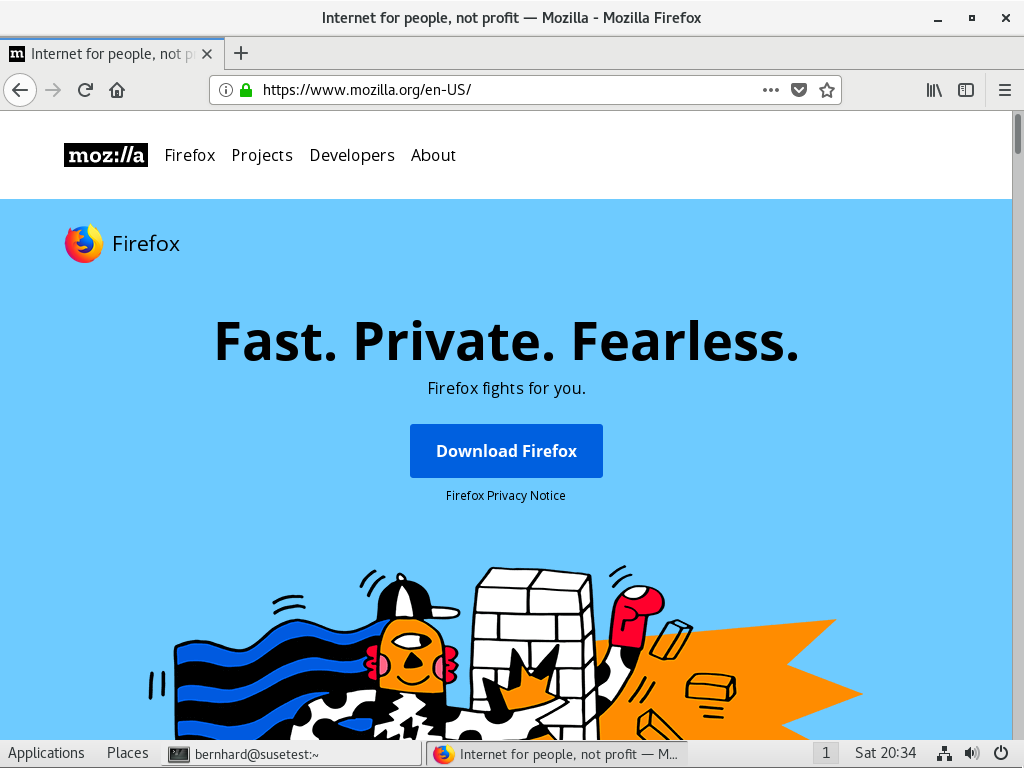 Internet for people, not profit — Mozilla - Mozilla Firefox
Internet for people, not p
https://www.mozilla.org/en-US/
moz://a Firefox Projects Developers About
Firefox
Fast. Private. Fearless.
Firefox fights for you.
Download Firefox
Firefox Privacy Notice
Applications Places bernhard@susetest:~ Internet for people, not profit — M... 1 Sat 20:34